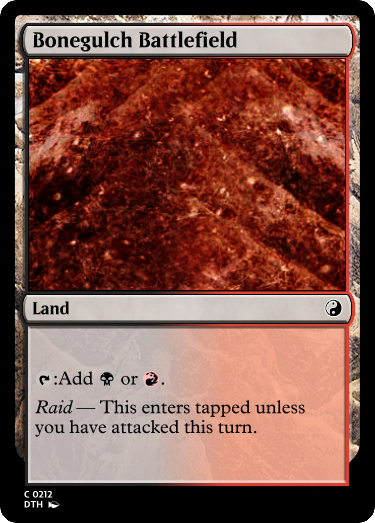 Bonegulch Battlefield
Land
:Add or .
Raid — This enters tapped unless
you have attacked this turn.
C 0212
DTH